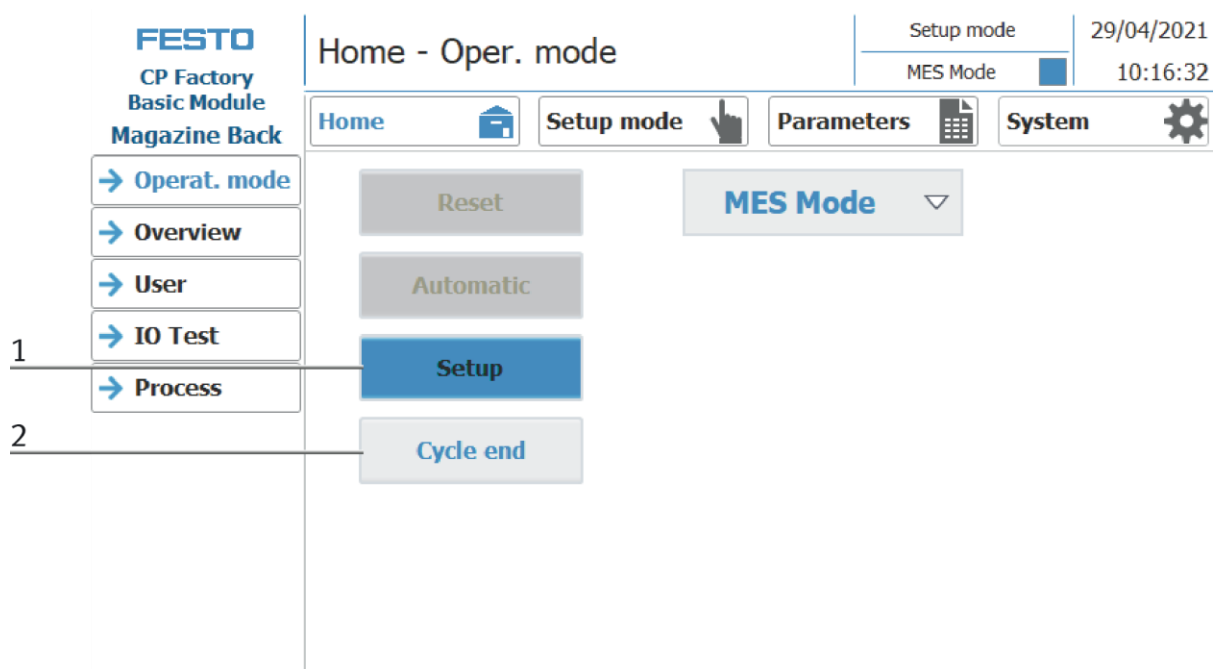 FESTO
CP Factory
Basic Module
Magazine Back
Home - Oper. mode
Setup mode
MES Mode
29/04/2021
10:16:32
Home
Setup mode
Parameters
System
Operat. mode
Overview
User
IO Test
Process
Reset
MES Mode
Automatic
1
Setup
2
Cycle end